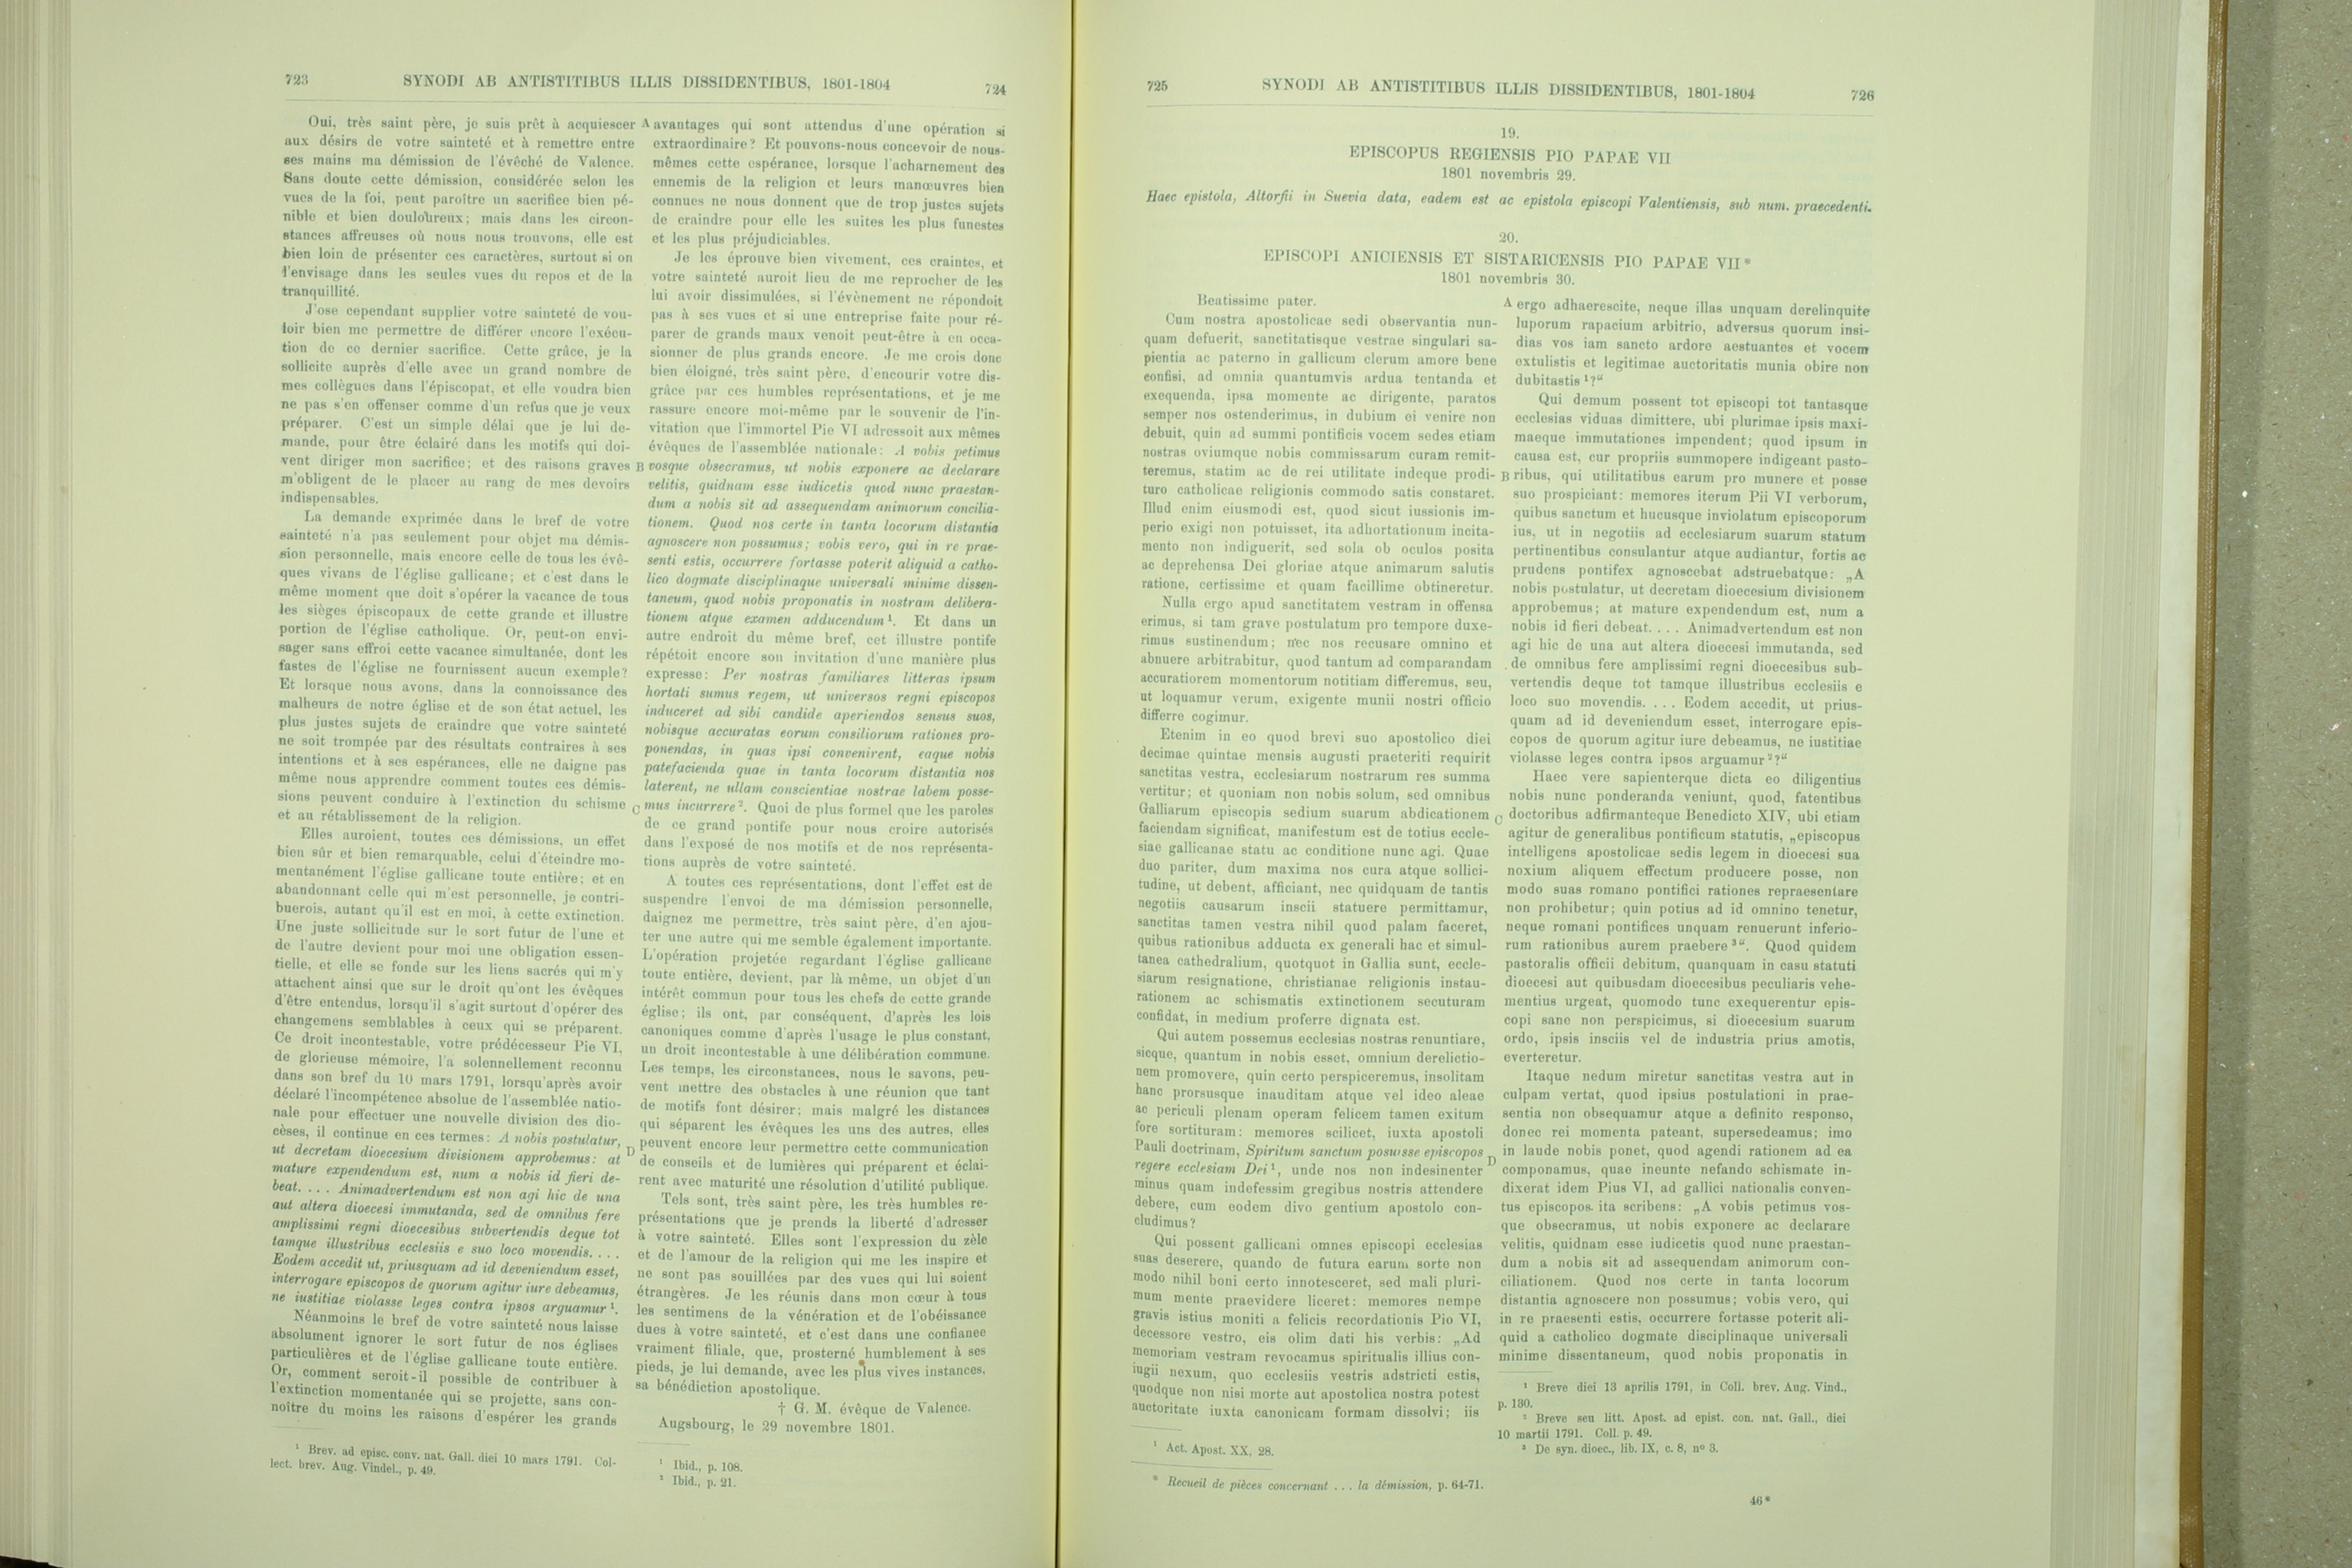 723
SYNODI AB ANTISTITIBUS ILLIS DISSIDENTIBUS, 1801-1804
724
Oui, très saint père, je suis prêt à acquiescer
aux désirs de votre sainteté et à remettre entre
ses mains ma démission de l'évêché de Valence.
Sans doute cette démission, considérée selon les
vues de la foi, peut paroître un sacrifice bien pé-
nible et bien douloureux; mais dans les circon-
stances affreuses où nous nous trouvons, elle est
bien loin de présenter ces caractères, surtout si on
l'envisage dans les seules vues du repos et de la
tranquillité.
J'ose cependant supplier votre sainteté de vou-
loir bien me permettre de différer encore l'exécu-
tion de ce dernier sacrifice. Cette grâce, je la
sollicite auprès d'elle avec un grand nombre de
mes collègues dans l'épiscopat, et elle voudra bien
ne pas s'en offenser comme d'un refus que je veux
préparer. C'est un simple délai que je lui de-
mande, pour être éclairé dans les motifs qui doi-
vent diriger mon sacrifice; et des raisons graves
m'obligent de le placer au rang de mes devoirs
indispensables.
La demande exprimée dans le bref de votre
sainteté n'a pas seulement pour objet ma démis-
sion personnelle, mais encore celle de tous les évê-
ques vivans de l'église gallicane; et c'est dans le
même moment que doit s'opérer la vacance de tous
les sièges épiscopaux de cette grande et illustre
portion de l'église catholique. Or, peut-on envi-
sager sans effroi cette vacance simultanée, dont les
fastes de l'église ne fournissent aucun exemple?
Et lorsque nous avons, dans la connoissance des
malheurs de notre église et de son état actuel, les
plus justes sujets de craindre que votre sainteté
ne soit trompée par des résultats contraires à ses
intentions et à ses espérances, elle ne daigne pas
même nous apprendre comment toutes ces démis-
sions peuvent conduire à l'extinction du schisme
et au rétablissement de la religion.
Elles auroient, toutes ces démissions, un effet
bien sûr et bien remarquable, celui d'éteindre mo-
mentanément l'église gallicane toute entière; et en
abandonnant celle qui m'est personnelle, je contri-
buerois, autant qu'il est en moi, à cette extinction.
Une juste sollicitude sur le sort futur de l'une et
de l'autre devient pour moi une obligation essen-
tielle, et elle se fonde sur les liens sacrés qui m'y
attachent ainsi que sur le droit qu'ont les évêques
d'être entendus, lorsqu'il s'agit surtout d'opérer des
changemens semblables à ceux qui se préparent.
Ce droit incontestable, votre prédécesseur Pie VI,
de glorieuse mémoire, l'a solennellement reconnu
dans son bref du 10 mars 1791, lorsqu'après avoir
déclaré l'incompétence absolue de l'assemblée natio-
nale pour effectuer une nouvelle division des dio-
cèses, il continue en ces termes: A nobis postulatur,
ut decretam dioecesium divisionem approbemus: at
mature expendendum est, num a nobis id fieri de-
beat. . . . Animadvertendum est non agi hic de una
aut altera dioecesi immutanda, sed de omnibus fere
amplissimi regni dioecesibus subvertendis deque tot
tamque illustribus ecclesiis e suo loco movendis. . . .
Eodem accedit ut, priusquam ad id deveniendum esset,
interrogare episcopos de quorum agitur iure debeamus,
ne iustitiae violasse leges contra ipsos arguamur ¹.
Néanmoins le bref de votre sainteté nous laisse
absolument ignorer le sort futur de nos églises
particulières et de l'église gallicane toute entière.
Or, comment seroit-il possible de contribuer à
l'extinction momentanée qui se projette, sans con-
noître du moins les raisons d'espérer les grands
¹ Brev. ad episc. conv. nat. Gall. diei 10 mars 1791. Col-
lect. brev. Aug. Vindel., p. 49.
A avantages qui sont attendus d'une opération si
extraordinaire? Et pouvons-nous concevoir de nous-
mêmes cette espérance, lorsque l'acharnement des
ennemis de la religion et leurs manœuvres bien
connues ne nous donnent que de trop justes sujets
de craindre pour elle les suites les plus funestes
et les plus préjudiciables.
Je les éprouve bien vivement, ces craintes, et
votre sainteté auroit lieu de me reprocher de les
lui avoir dissimulées, si l'évènement ne répondoit
pas à ses vues et si une entreprise faite pour ré-
parer de grands maux venoit peut-être à en occa-
sionner de plus grands encore. Je me crois donc
bien éloigné, très saint père, d'encourir votre dis-
grâce par ces humbles représentations, et je me
rassure encore moi-même par le souvenir de l'in-
vitation que l'immortel Pie VI adressoit aux mêmes
évêques de l'assemblée nationale: A vobis petimus
B vosque obsecramus, ut nobis exponere ac declarare
velitis, quidnam esse iudicetis quod nunc praestan-
dum a nobis sit ad assequendam animorum concilia-
tionem. Quod nos certe in tanta locorum distantia
agnoscere non possumus; vobis vero, qui in re prae-
senti estis, occurrere fortasse poterit aliquid a catho-
lico dogmate disciplinaque universali minime dissen-
taneum, quod nobis proponatis in nostram delibera-
tionem atque examen adducendum ¹. Et dans un
autre endroit du même bref, cet illustre pontife
répétoit encore son invitation d'une manière plus
expresse: Per nostras familiares litteras ipsum
hortati sumus regem, ut universos regni episcopos
induceret ad sibi candide aperiendos sensus suos,
nobisque accuratas eorum consiliorum rationes pro-
ponendas, in quas ipsi convenirent, eaque nobis
patefacienda quae in tanta locorum distantia nos
laterent, ne ullam conscientiae nostrae labem posse-
C mus incurrere ². Quoi de plus formel que les paroles
de ce grand pontife pour nous croire autorisés
dans l'exposé de nos motifs et de nos représenta-
tions auprès de votre sainteté.
A toutes ces représentations, dont l'effet est de
suspendre l'envoi de ma démission personnelle,
daignez me permettre, très saint père, d'en ajou-
ter une autre qui me semble également importante.
L'opération projetée regardant l'église gallicane
toute entière, devient, par là même, un objet d'un
intérêt commun pour tous les chefs de cette grande
église; ils ont, par conséquent, d'après les lois
canoniques comme d'après l'usage le plus constant,
un droit incontestable à une délibération commune.
Les temps, les circonstances, nous le savons, peu-
vent mettre des obstacles à une réunion que tant
de motifs font désirer; mais malgré les distances
qui séparent les évêques les uns des autres, elles
D peuvent encore leur permettre cette communication
de conseils et de lumières qui préparent et éclai-
rent avec maturité une résolution d'utilité publique.
Tels sont, très saint père, les très humbles re-
présentations que je prends la liberté d'adresser
à votre sainteté. Elles sont l'expression du zèle
et de l'amour de la religion qui me les inspire et
ne sont pas souillées par des vues qui lui soient
étrangères. Je les réunis dans mon cœur à tous
les sentimens de la vénération et de l'obéissance
dues à votre sainteté, et c'est dans une confiance
vraiment filiale, que, prosterné humblement à ses
pieds, je lui demande, avec les plus vives instances,
sa bénédiction apostolique.
† G. M. évêque de Valence.
Augsbourg, le 29 novembre 1801.
¹ Ibid., p. 108.
² Ibid., p. 21.
725
SYNODI AB ANTISTITIBUS ILLIS DISSIDENTIBUS, 1801-1804
726
19.
EPISCOPUS REGIENSIS PIO PAPAE VII
1801 novembris 29.
Haec epistola, Altorfii in Suevia data, eadem est ac epistola episcopi Valentiensis, sub num. praecedenti.
20.
EPISCOPI ANICIENSIS ET SISTARICENSIS PIO PAPAE VII*
1801 novembris 30.
Beatissime pater.
Cum nostra apostolicae sedi observantia nun-
quam defuerit, sanctitatisque vestrae singulari sa-
pientia ac paterno in gallicum clerum amore bene
confisi, ad omnia quantumvis ardua tentanda et
exequenda, ipsa momente ac dirigente, paratos
semper nos ostenderimus, in dubium ei venire non
debuit, quin ad summi pontificis vocem sedes etiam
nostras oviumque nobis commissarum curam remit-
teremus, statim ac de rei utilitate indeque prodi-
turo catholicae religionis commodo satis constaret.
Illud enim eiusmodi est, quod sicut iussionis im-
perio exigi non potuisset, ita adhortationum incita-
mento non indiguerit, sed sola ob oculos posita
ac deprehensa Dei gloriae atque animarum salutis
ratione, certissime et quam facillime obtineretur.
Nulla ergo apud sanctitatem vestram in offensa
erimus, si tam grave postulatum pro tempore duxe-
rimus sustinendum; nec nos recusare omnino et
abnuere arbitrabitur, quod tantum ad comparandam
accuratiorem momentorum notitiam differemus, seu,
ut loquamur verum, exigente munii nostri officio
differre cogimur.
Etenim in eo quod brevi suo apostolico diei
decimae quintae mensis augusti praeteriti requirit
sanctitas vestra, ecclesiarum nostrarum res summa
vertitur; et quoniam non nobis solum, sed omnibus
Galliarum episcopis sedium suarum abdicationem
faciendam significat, manifestum est de totius eccle-
siae gallicanae statu ac conditione nunc agi. Quae
duo pariter, dum maxima nos cura atque sollici-
tudine, ut debent, afficiant, nec quidquam de tantis
negotiis causarum inscii statuere permittamur,
sanctitas tamen vestra nihil quod palam faceret,
quibus rationibus adducta ex generali hac et simul-
tanea cathedralium, quotquot in Gallia sunt, eccle-
siarum resignatione, christianae religionis instau-
rationem ac schismatis extinctionem secuturam
confidat, in medium proferre dignata est.
Qui autem possemus ecclesias nostras renuntiare,
sicque, quantum in nobis esset, omnium derelictio-
nem promovere, quin certo perspiceremus, insolitam
hanc prorsusque inauditam atque vel ideo aleae
ac periculi plenam operam felicem tamen exitum
fore sortituram: memores scilicet, iuxta apostoli
Pauli doctrinam, Spiritum sanctum posuisse episcopos
regere ecclesiam Dei ¹, unde nos non indesinenter
minus quam indefessim gregibus nostris attendere
debere, cum eodem divo gentium apostolo con-
cludimus?
Qui possent gallicani omnes episcopi ecclesias
suas deserere, quando de futura earum sorte non
modo nihil boni certo innotesceret, sed mali pluri-
mum mente praevidere liceret: memores nempe
gravis istius moniti a felicis recordationis Pio VI,
decessore vestro, eis olim dati his verbis: „Ad
memoriam vestram revocamus spiritualis illius con-
iugii nexum, quo ecclesiis vestris adstricti estis,
quodque non nisi morte aut apostolica nostra potest
auctoritate iuxta canonicam formam dissolvi; iis
¹ Act. Apost. XX, 28.
* Recueil de pièces concernant . . . la démission, p. 64-71.
A ergo adhaerescite, neque illas unquam derelinquite
luporum rapacium arbitrio, adversus quorum insi-
dias vos iam sancto ardore aestuantes et vocem
extulistis et legitimae auctoritatis munia obire non
dubitastis ¹?“
Qui demum possent tot episcopi tot tantasque
ecclesias viduas dimittere, ubi plurimae ipsis maxi-
maeque immutationes impendent; quod ipsum in
causa est, cur propriis summopere indigeant pasto-
B ribus, qui utilitatibus earum pro munere et posse
suo prospiciant: memores iterum Pii VI verborum,
quibus sanctum et hucusque inviolatum episcoporum
ius, ut in negotiis ad ecclesiarum suarum statum
pertinentibus consulantur atque audiantur, fortis ac
prudens pontifex agnoscebat adstruebatque: „A
nobis postulatur, ut decretam dioecesium divisionem
approbemus; at mature expendendum est, num a
nobis id fieri debeat. . . . Animadvertendum est non
agi hic de una aut altera dioecesi immutanda, sed
de omnibus fere amplissimi regni dioecesibus sub-
vertendis deque tot tamque illustribus ecclesiis e
loco suo movendis. . . . Eodem accedit, ut prius-
quam ad id deveniendum esset, interrogare epis-
copos de quorum agitur iure debeamus, ne iustitiae
violasse leges contra ipsos arguamur ²?“
Haec vere sapienterque dicta eo diligentius
nobis nunc ponderanda veniunt, quod, fatentibus
C doctoribus adfirmanteque Benedicto XIV, ubi etiam
agitur de generalibus pontificum statutis, „episcopus
intelligens apostolicae sedis legem in dioecesi sua
noxium aliquem effectum producere posse, non
modo suas romano pontifici rationes repraesentare
non prohibetur; quin potius ad id omnino tenetur,
neque romani pontifices unquam renuerunt inferio-
rum rationibus aurem praebere ³“. Quod quidem
pastoralis officii debitum, quanquam in casu statuti
dioecesi aut quibusdam dioecesibus peculiaris vehe-
mentius urgeat, quomodo tunc exequerentur epis-
copi sane non perspicimus, si dioecesium suarum
ordo, ipsis insciis vel de industria prius amotis,
everteretur.
Itaque nedum miretur sanctitas vestra aut in
culpam vertat, quod ipsius postulationi in prae-
sentia non obsequamur atque a definito responso,
donec rei momenta pateant, supersedeamus; imo
in laude nobis ponet, quod agendi rationem ad ea
D componamus, quae ineunte nefando schismate in-
dixerat idem Pius VI, ad gallici nationalis conven-
tus episcopos ita scribens: „A vobis petimus vos-
que obsecramus, ut nobis exponere ac declarare
velitis, quidnam esse iudicetis quod nunc praestan-
dum a nobis sit ad assequendam animorum con-
ciliationem. Quod nos certe in tanta locorum
distantia agnoscere non possumus; vobis vero, qui
in re praesenti estis, occurrere fortasse poterit ali-
quid a catholico dogmate disciplinaque universali
minime dissentaneum, quod nobis proponatis in
¹ Breve diei 13 aprilis 1791, in Coll. brev. Aug. Vind.,
p. 130.
² Breve seu litt. Apost. ad epist. con. nat. Gall., diei
10 martii 1791. Coll. p. 49.
³ De syn. dioec., lib. IX, c. 8, nº 3.
46*